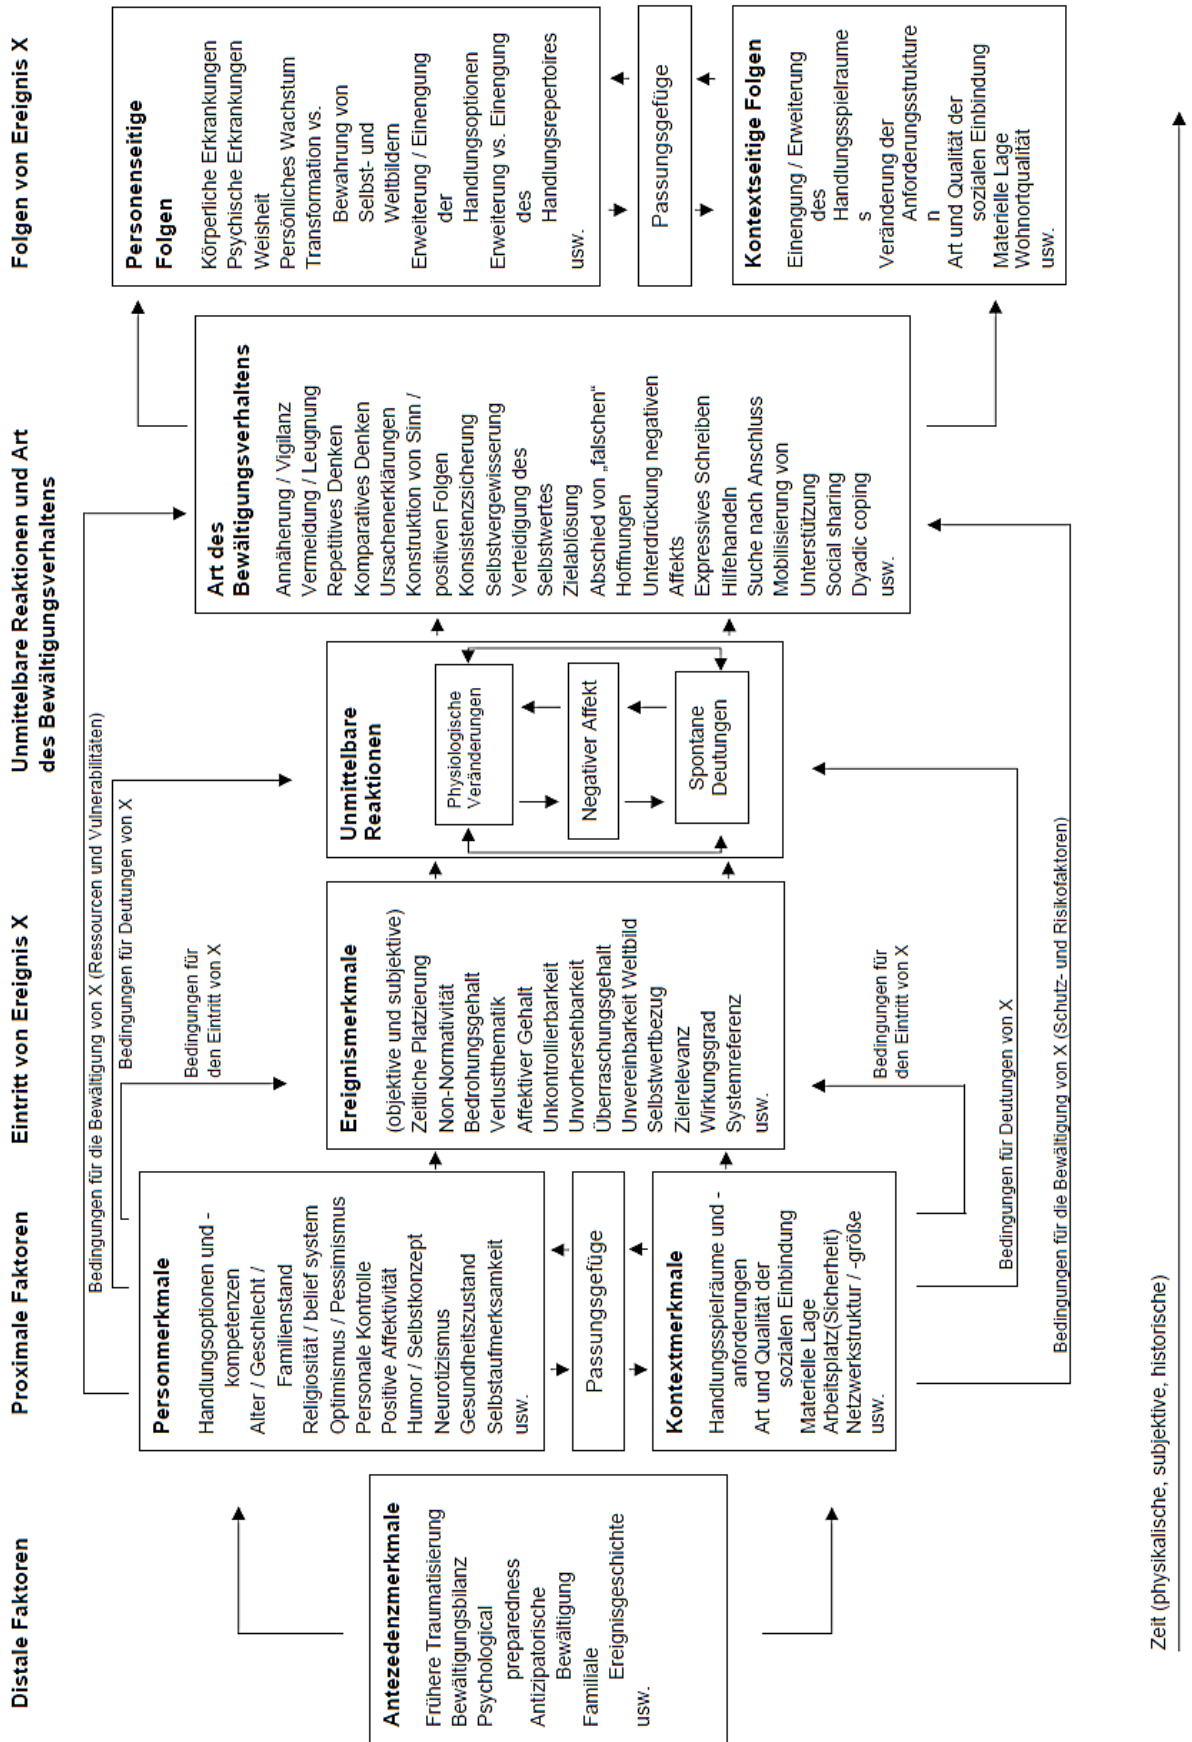 Distale Faktoren
Proximale Faktoren
Eintritt von Ereignis X
Unmittelbare Reaktionen und Art
des Bewältigungsverhaltens
Folgen von Ereignis X
Antezedenzmerkmale
Frühere Traumatisierung
Bewältigungsbilanz
Psychological
preparedness
Antizipatorische
Bewältigung
Familiale
Ereignisgeschichte
usw.
Personmerkmale
Handlungsoptionen und -
kompetenzen
Alter / Geschlecht /
Familienstand
Religiosität / belief system
Optimismus / Pessimismus
Personale Kontrolle
Positive Affektivität
Humor / Selbstkonzept
Neurotizismus
Gesundheitszustand
Selbstaufmerksamkeit
usw.
Passungsgefüge
Kontextmerkmale
Handlungsspielräume und -
anforderungen
Art und Qualität der
sozialen Einbindung
Materielle Lage
Arbeitsplatz(Sicherheit)
Netzwerkstruktur / -größe
usw.
Bedingungen für die Bewältigung von X (Ressourcen und Vulnerabilitäten)
Bedingungen für Deutungen von X
Bedingungen für
den Eintritt von X
Ereignismerkmale
(objektive und subjektive)
Zeitliche Platzierung
Non-Normativität
Bedrohungsgehalt
Verlustthematik
Affektiver Gehalt
Unkontrollierbarkeit
Unvorhersehbarkeit
Überraschungsgehalt
Unvereinbarkeit Weltbild
Selbstwertbezug
Zielrelevanz
Wirkungsgrad
Systemreferenz
usw.
Bedingungen für
den Eintritt von X
Bedingungen für Deutungen von X
Bedingungen für die Bewältigung von X (Schutz- und Risikofaktoren)
Unmittelbare
Reaktionen
Physiologische
Veränderungen
Negativer Affekt
Spontane
Deutungen
Art des
Bewältigungsverhaltens
Annäherung / Vigilanz
Vermeidung / Leugnung
Repetitives Denken
Komparatives Denken
Ursachenerklärungen
Konstruktion von Sinn /
positiven Folgen
Konsistenzsicherung
Selbstvergewisserung
Verteidigung des
Selbstwertes
Zielablösung
Abschied von „falschen“
Hoffnungen
Unterdrückung negativen
Affekts
Expressives Schreiben
Hilfehandeln
Suche nach Anschluss
Mobilisierung von
Unterstützung
Social sharing
Dyadic coping
usw.
Personenseitige
Folgen
Körperliche Erkrankungen
Psychische Erkrankungen
Weisheit
Persönliches Wachstum
Transformation vs.
Bewahrung von
Selbst- und
Weltbildern
Erweiterung / Einengung
der
Handlungsoptionen
Erweiterung vs. Einengung
des
Handlungsrepertoires
usw.
Passungsgefüge
Kontextseitige Folgen
Einengung / Erweiterung
des
Handlungsspielraume
s
Veränderung der
Anforderungsstrukture
n
Art und Qualität der
sozialen Einbindung
Materielle Lage
Wohnortqualität
usw.
Zeit (physikalische, subjektive, historische)